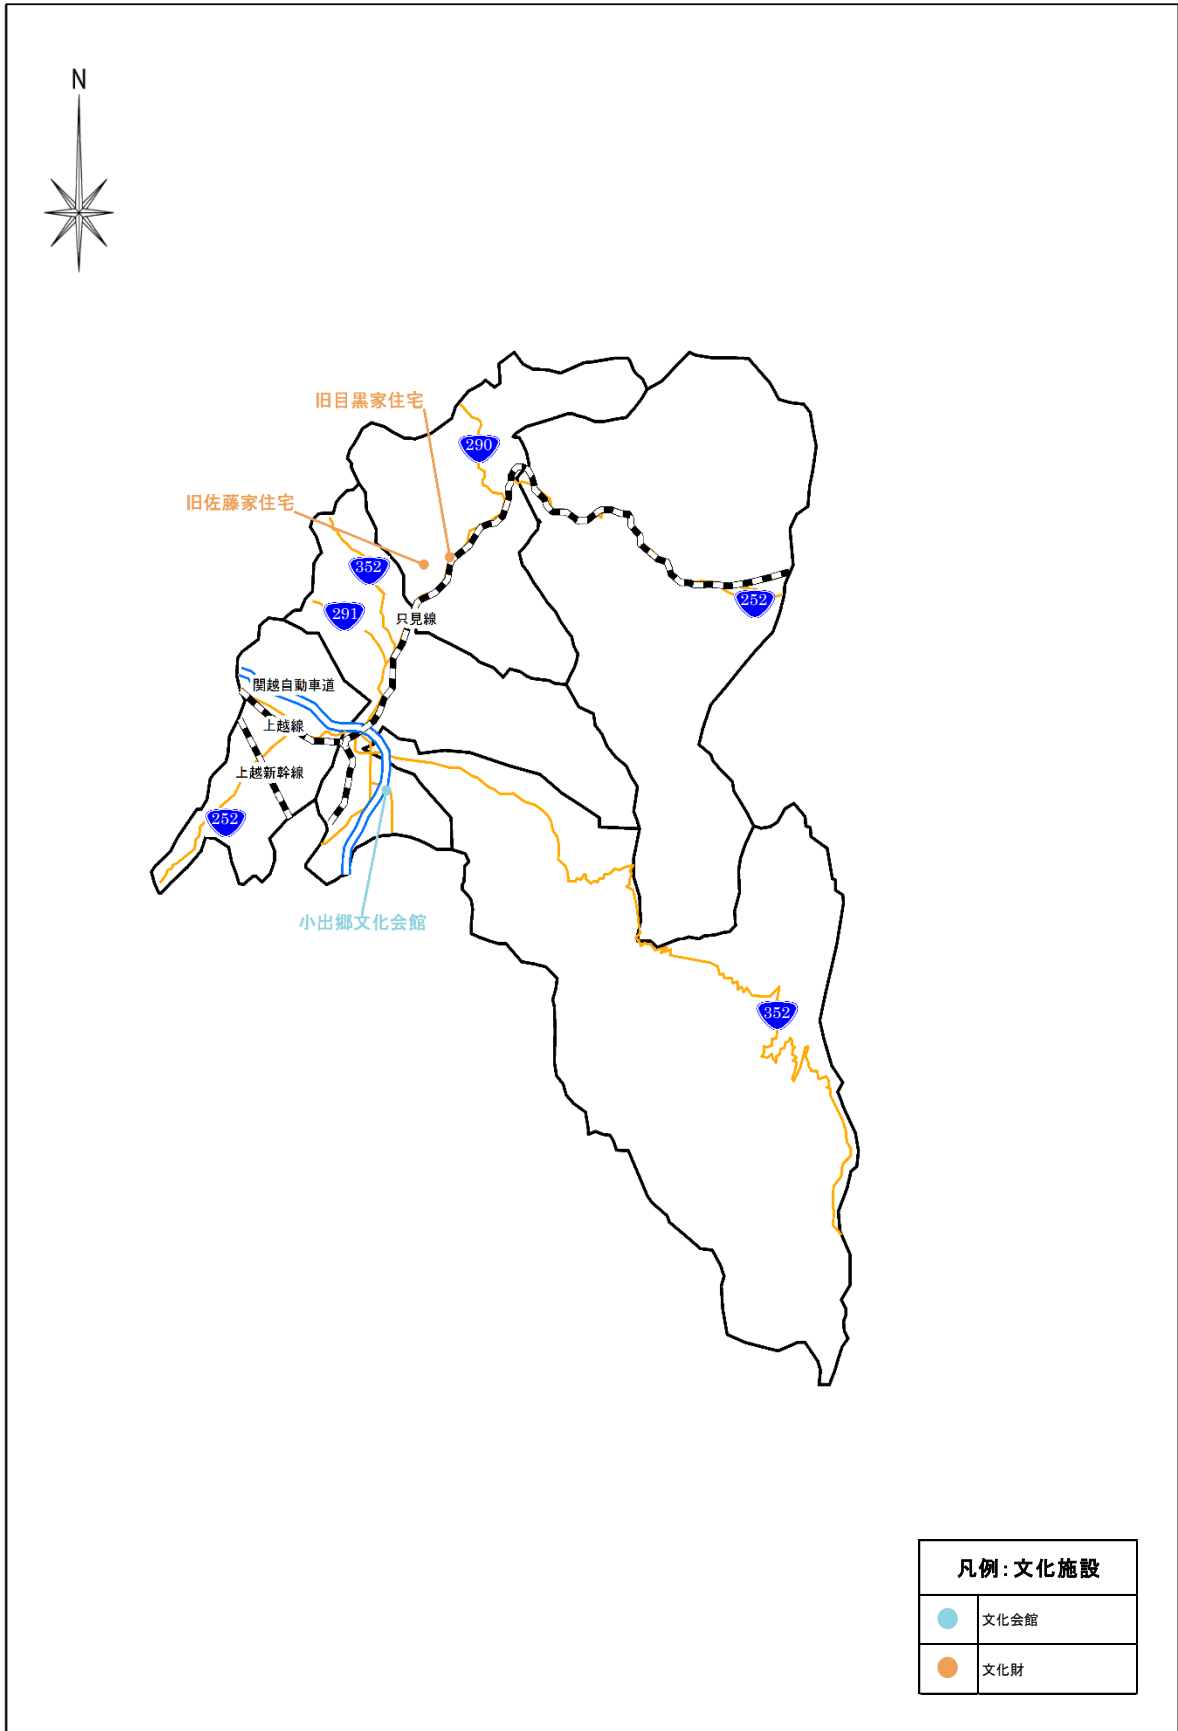 N
旧目黒家住宅
290
旧佐藤家住宅
352
252
291
只見線
関越自動車道
上越線
上越新幹線
252
小出郷文化会館
352
凡例:文化施設
文化会館
文化財